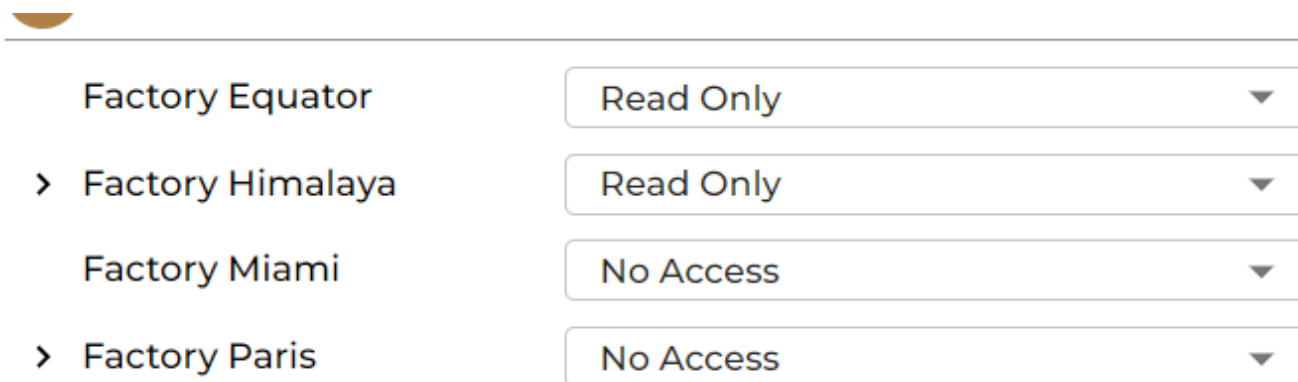 Factory Equator Read Only
Factory Himalaya Read Only
Factory Miami No Access
Factory Paris No Access